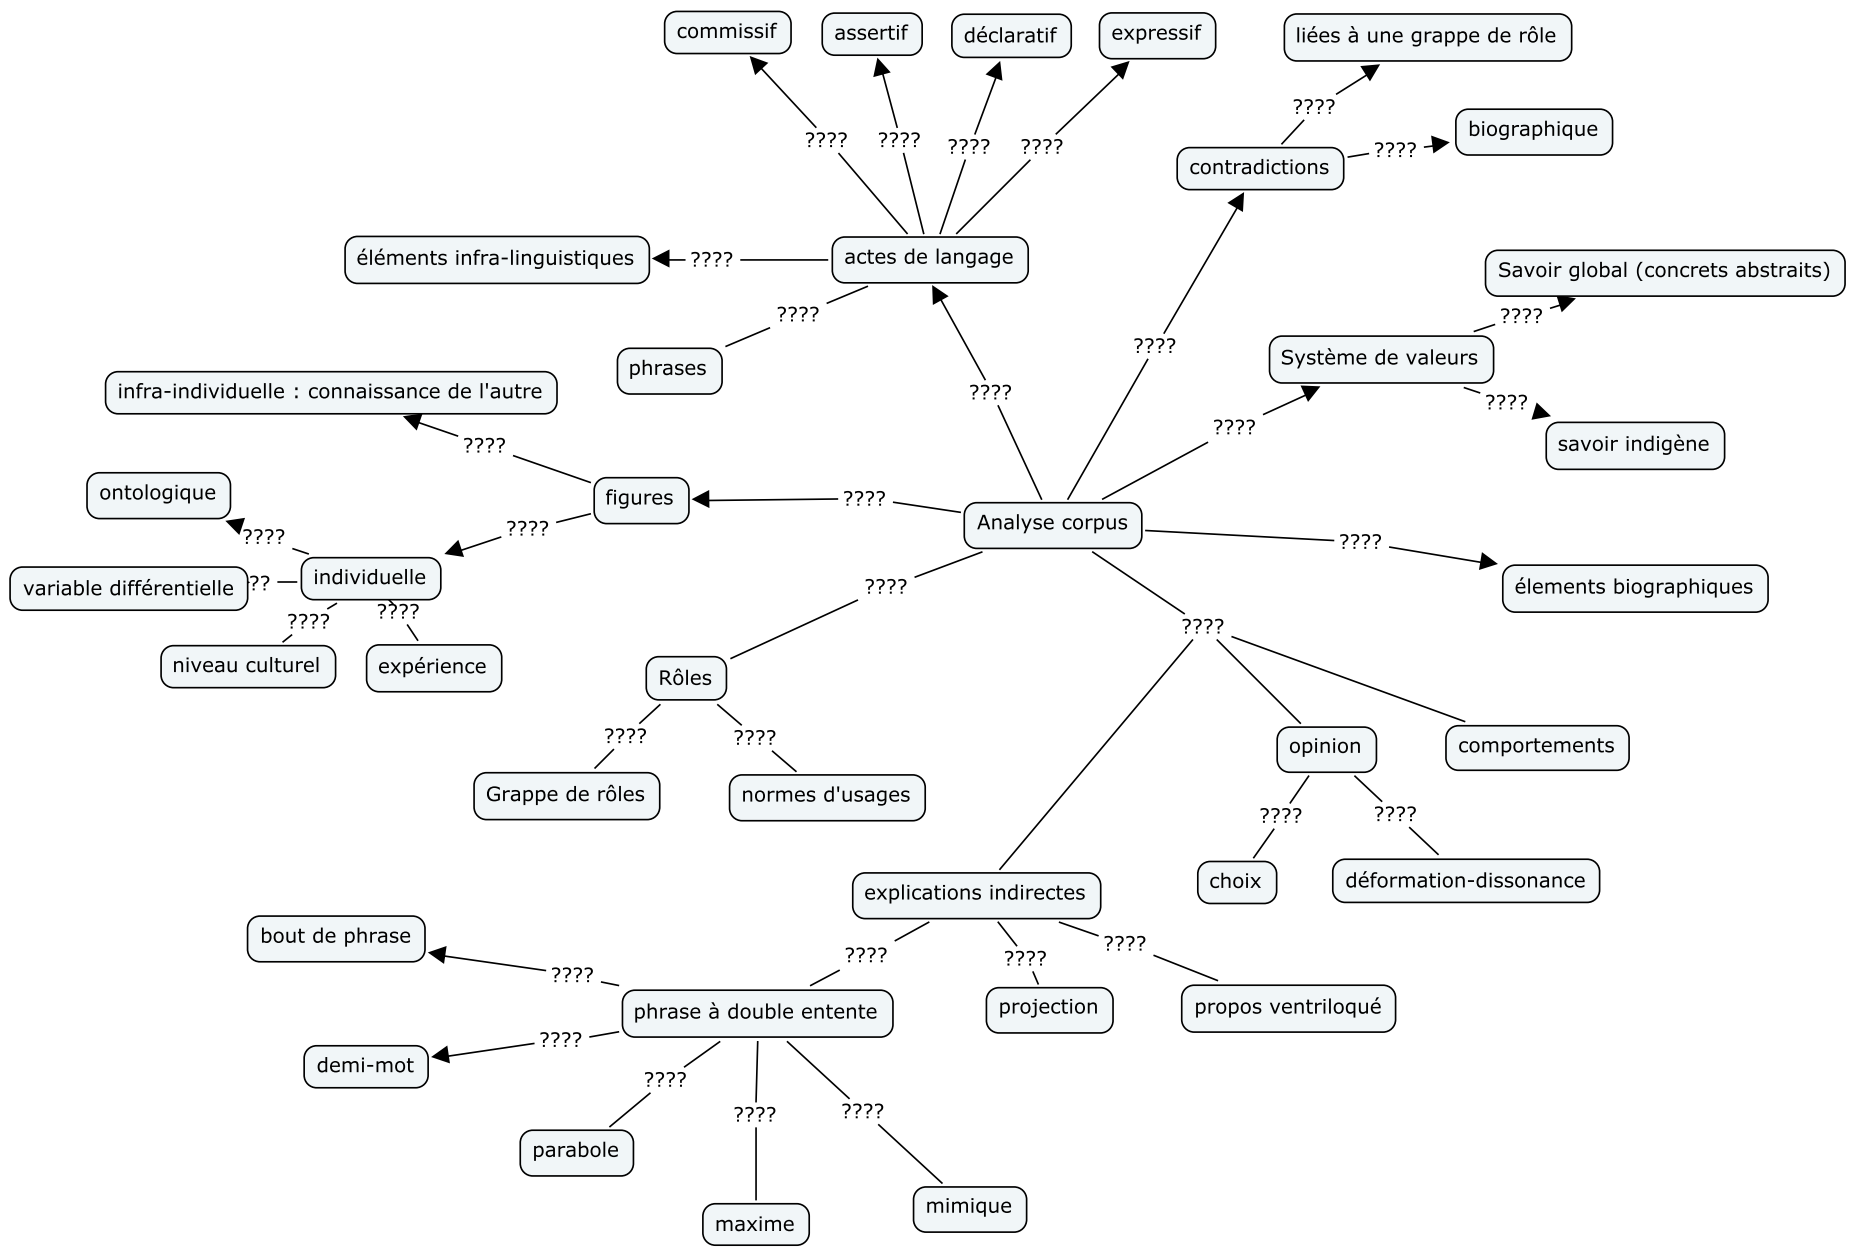 commissif
assertif
déclaratif
expressif
liées à une grappe de rôle
????
biographique
????
????
????
????
????
contradictions
actes de langage
éléments infra-linguistiques
????
Savoir global (concrets abstraits)
????
????
????
Système de valeurs
phrases
infra-individuelle : connaissance de l'autre
????
????
savoir indigène
????
????
ontologique
figures
????
Analyse corpus
????
????
????
individuelle
variable différentielle
??
élements biographiques
????
????
????
????
niveau culturel
expérience
Rôles
????
????
opinion
comportements
Grappe de rôles
normes d'usages
????
????
choix
déformation-dissonance
explications indirectes
bout de phrase
????
????
????
????
phrase à double entente
projection
propos ventriloqué
????
demi-mot
????
????
????
parabole
maxime
mimique